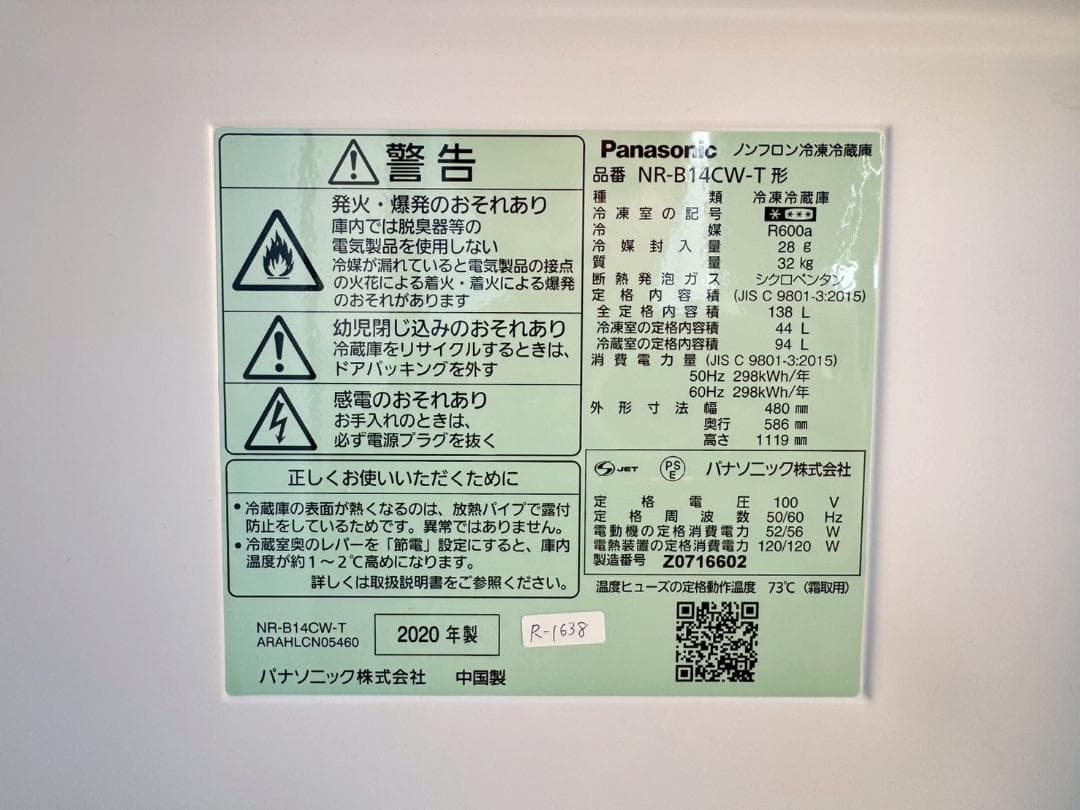 警告
発火・爆発のおそれあり
庫内では脱臭器等の
電気製品を使用しない
冷媒が漏れていると電気製品の接点
の火花による着火・着火による爆発
のおそれがあります
幼児閉じ込みのおそれあり
冷蔵庫をリサイクルするときは、
ドアパッキングを外す
感電のおそれあり
お手入れのときは、
必ず電源プラグを抜く
正しくお使いいただくために
• 冷蔵庫の表面が熱くなるのは、放熱パイプで露付
防止をしているためです。異常ではありません。
• 冷蔵室奥のレバーを「節電」設定にすると、庫内
温度が約1～2℃高めになります。
詳しくは取扱説明書をご参照ください。
NR-B14CW-T
ARAHLCN05460
2020 年製
R-1638
パナソニック株式会社 中国製
Panasonic ノンフロン冷凍冷蔵庫
品番 NR-B14CW-T 形
種類 冷凍冷蔵庫
冷凍室の記号
冷媒 R600a
冷媒封入量 28 g
質量 32 kg
断熱発泡ガス シクロペンタン
定格内容積 (JIS C 9801-3:2015)
全定格内容積 138 L
冷凍室の定格内容積 44 L
冷蔵室の定格内容積 94 L
消費電力量 (JIS C 9801-3:2015)
50Hz 298kWh/年
60Hz 298kWh/年
外形寸法 幅 480 mm
奥行 586 mm
高さ 1119 mm
JET PSE パナソニック株式会社
定格電圧 100 V
定格周波数 50/60 Hz
電動機の定格消費電力 52/56 W
電熱装置の定格消費電力 120/120 W
製造番号 Z0716602
温度ヒューズの定格動作温度 73℃ (霜取用)